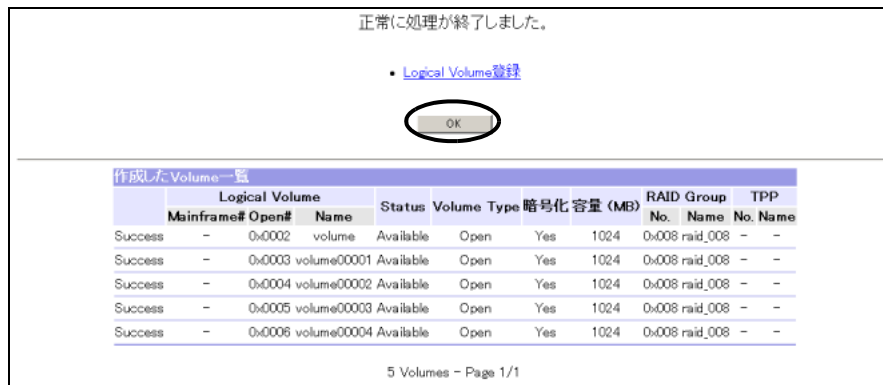 正常に処理が終了しました。
• Logical Volume登録
OK
作成したVolume一覧
Logical Volume Status Volume Type 暗号化 容量 (MB) RAID Group TPP
Mainframe# Open# Name No. Name No. Name
Success - 0x0002 volume Available Open Yes 1024 0x008 raid_008 - -
Success - 0x0003 volume00001 Available Open Yes 1024 0x008 raid_008 - -
Success - 0x0004 volume00002 Available Open Yes 1024 0x008 raid_008 - -
Success - 0x0005 volume00003 Available Open Yes 1024 0x008 raid_008 - -
Success - 0x0006 volume00004 Available Open Yes 1024 0x008 raid_008 - -
5 Volumes - Page 1/1